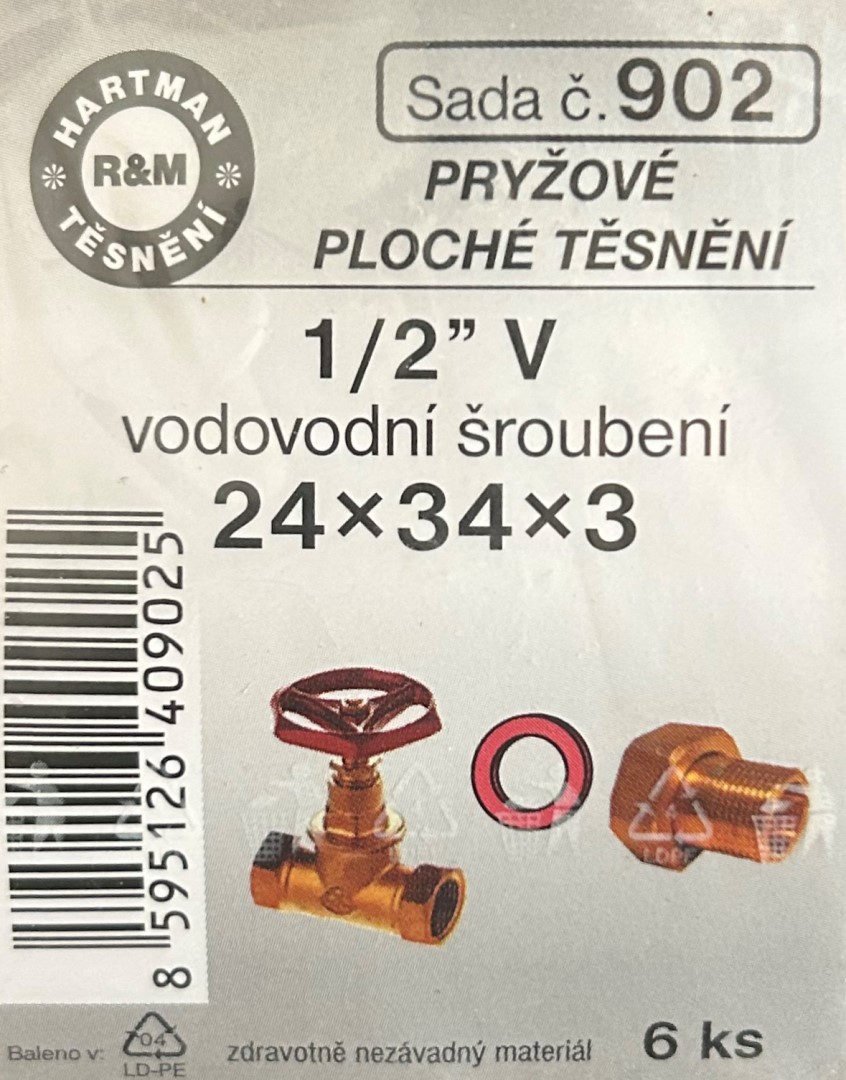 HARTMAN
R&M
TĚSNĚNÍ
Sada č. 902
PRYŽOVÉ
PLOCHÉ TĚSNĚNÍ
1/2” V
vodovodní šroubení
24×34×3
8 595126 409025
LDPE
Baleno v:
04
LD-PE
zdravotně nezávadný materiál
6 ks